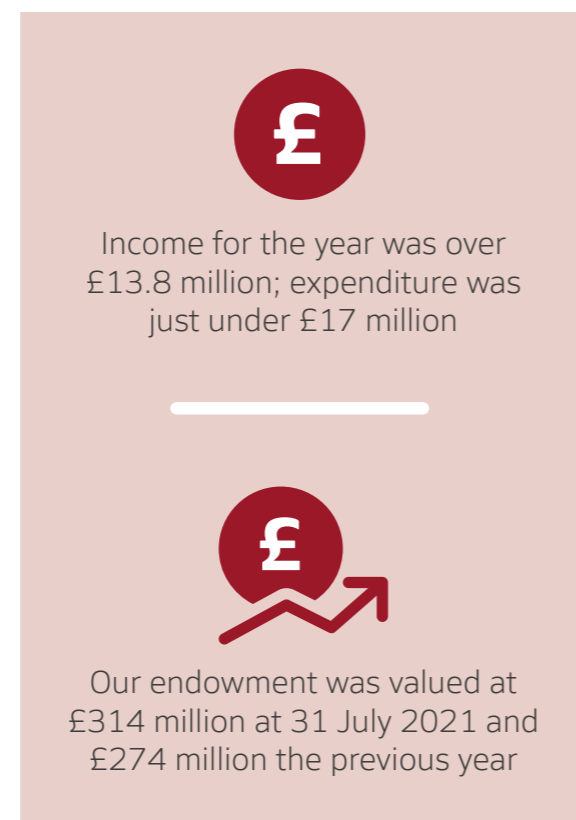 £
Income for the year was over
£13.8 million; expenditure was
just under £17 million
£
Our endowment was valued at
£314 million at 31 July 2021 and
£274 million the previous year